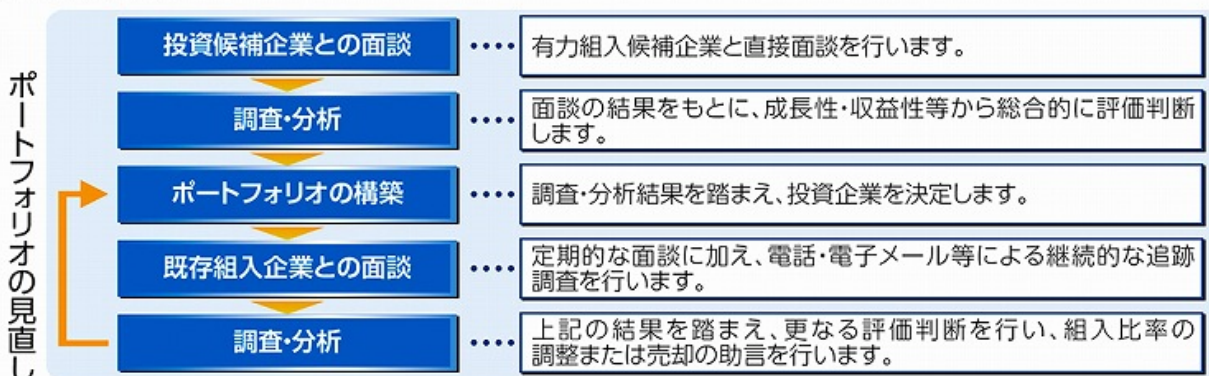 ポートフォリオの見直し
投資候補企業との面談
有力組入候補企業と直接面談を行います。
調査・分析
面談の結果をもとに、成長性・収益性等から総合的に評価判断
します。
ポートフォリオの構築
調査・分析結果を踏まえ、投資企業を決定します。
既存組入企業との面談
定期的な面談に加え、電話・電子メール等による継続的な追跡
調査を行います。
調査・分析
上記の結果を踏まえ、更なる評価判断を行い、組入比率の
調整または売却の助言を行います。